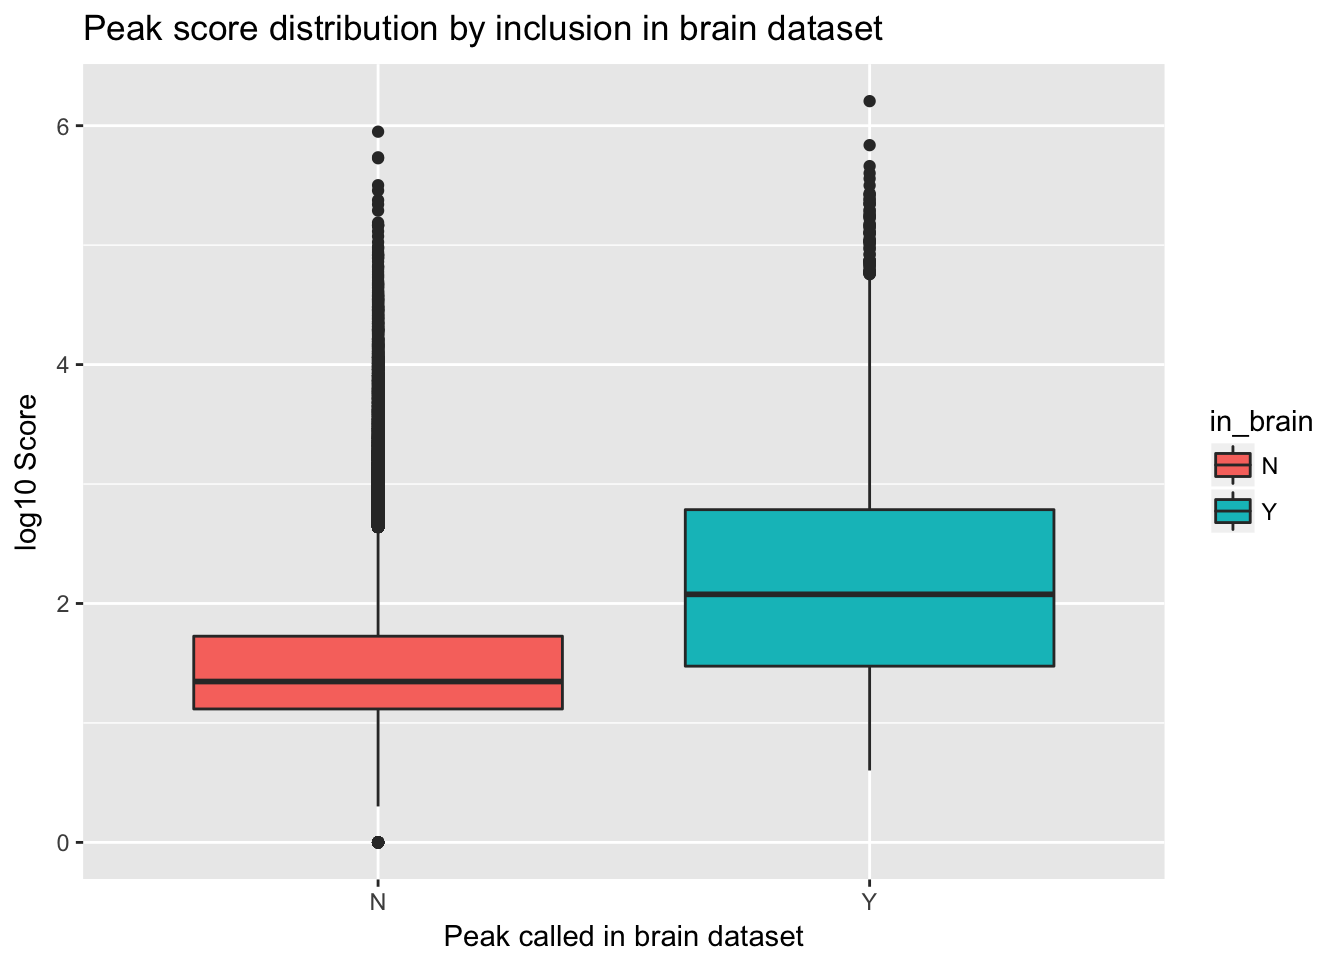 Peak score distribution by inclusion in brain dataset
6
4
2
0
log10 Score
N
Y
Peak called in brain dataset
in_brain
N
Y